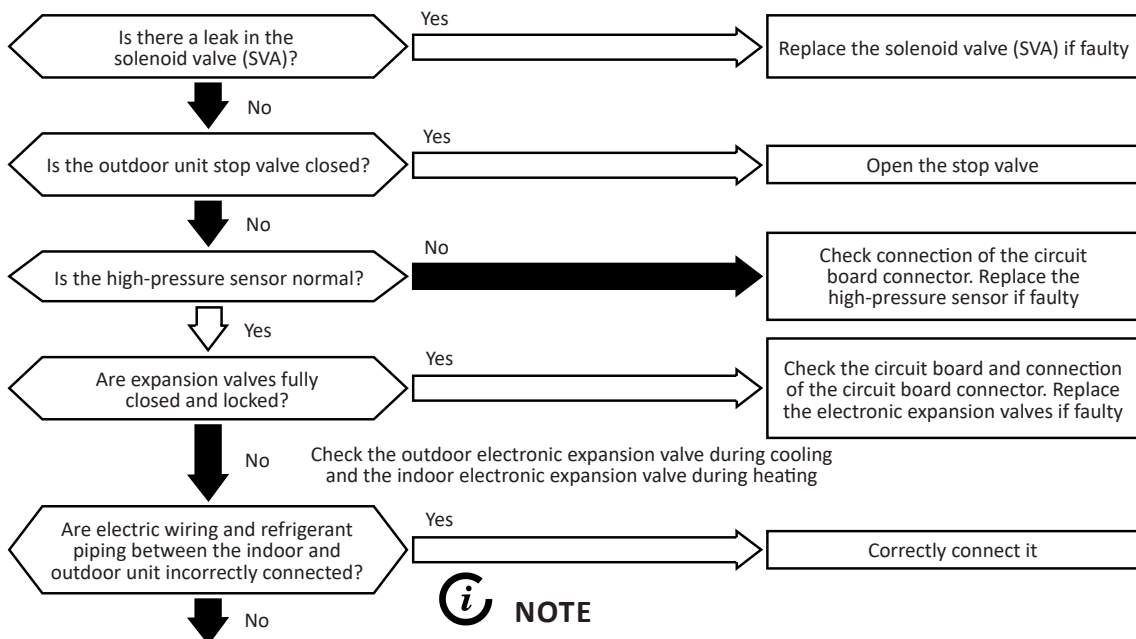 Is there a leak in the
solenoid valve (SVA)?
Yes
Replace the solenoid valve (SVA) if faulty
No
Is the outdoor unit stop valve closed?
Yes
Open the stop valve
No
Is the high-pressure sensor normal?
No
Check connection of the circuit
board connector. Replace the
high-pressure sensor if faulty
Yes
Are expansion valves fully
closed and locked?
Yes
Check the circuit board and connection
of the circuit board connector. Replace
the electronic expansion valves if faulty
No
Check the outdoor electronic expansion valve during cooling
and the indoor electronic expansion valve during heating
Are electric wiring and refrigerant
piping between the indoor and
outdoor unit incorrectly connected?
Yes
Correctly connect it
No
i NOTE